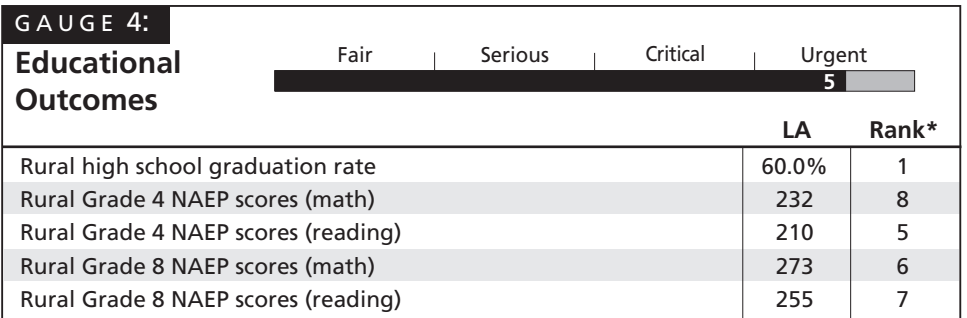 GAUGE 4:
Educational
Outcomes
Fair Serious Critical Urgent
5
LA Rank*
Rural high school graduation rate 60.0% 1
Rural Grade 4 NAEP scores (math) 232 8
Rural Grade 4 NAEP scores (reading) 210 5
Rural Grade 8 NAEP scores (math) 273 6
Rural Grade 8 NAEP scores (reading) 255 7